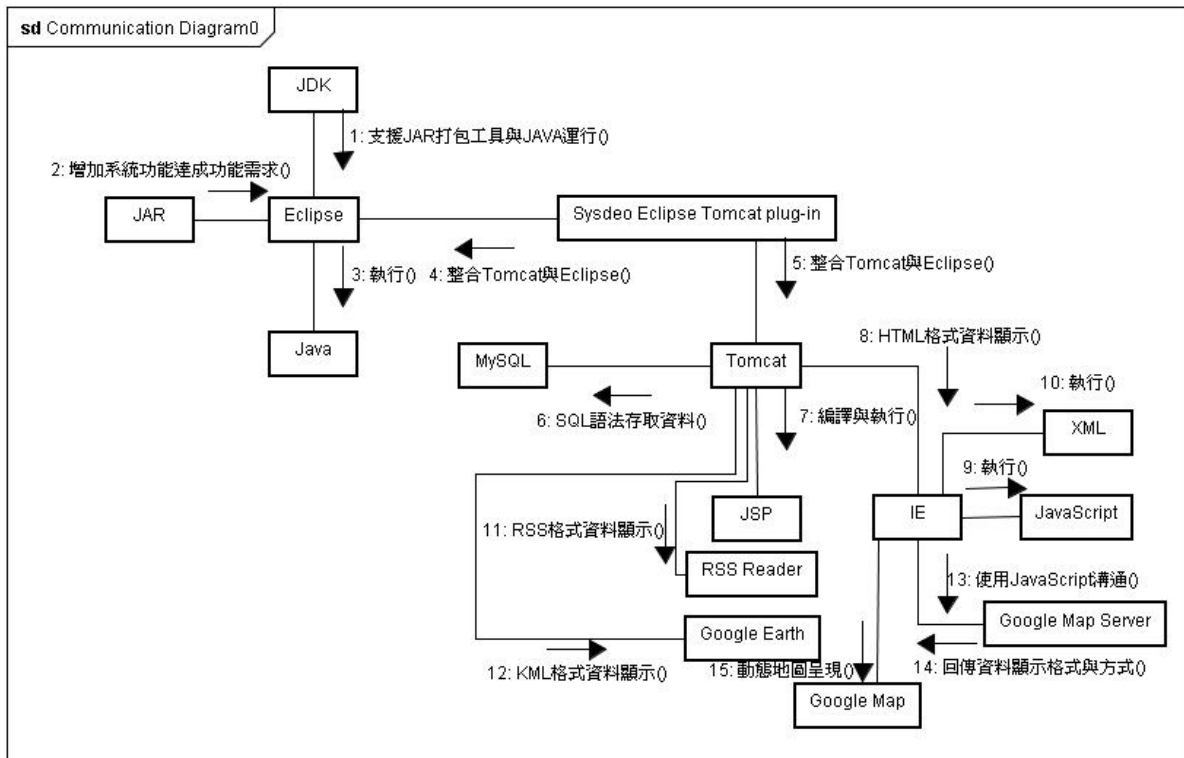 sd Communication Diagram0
JDK
1: 支援JAR打包工具與JAVA運行()
2: 增加系統功能達成功能需求()
JAR
Eclipse
Sysdeo Eclipse Tomcat plug-in
3: 執行()
4: 整合Tomcat與Eclipse()
5: 整合Tomcat與Eclipse()
Java
MySQL
Tomcat
8: HTML格式資料顯示()
10: 執行()
6: SQL語法存取資料()
7: 編譯與執行()
XML
9: 執行()
JSP
IE
JavaScript
11: RSS格式資料顯示()
RSS Reader
13: 使用JavaScript溝通()
Google Earth
Google Map Server
12: KML格式資料顯示()
15: 動態地圖呈現()
14: 回傳資料顯示格式與方式()
Google Map